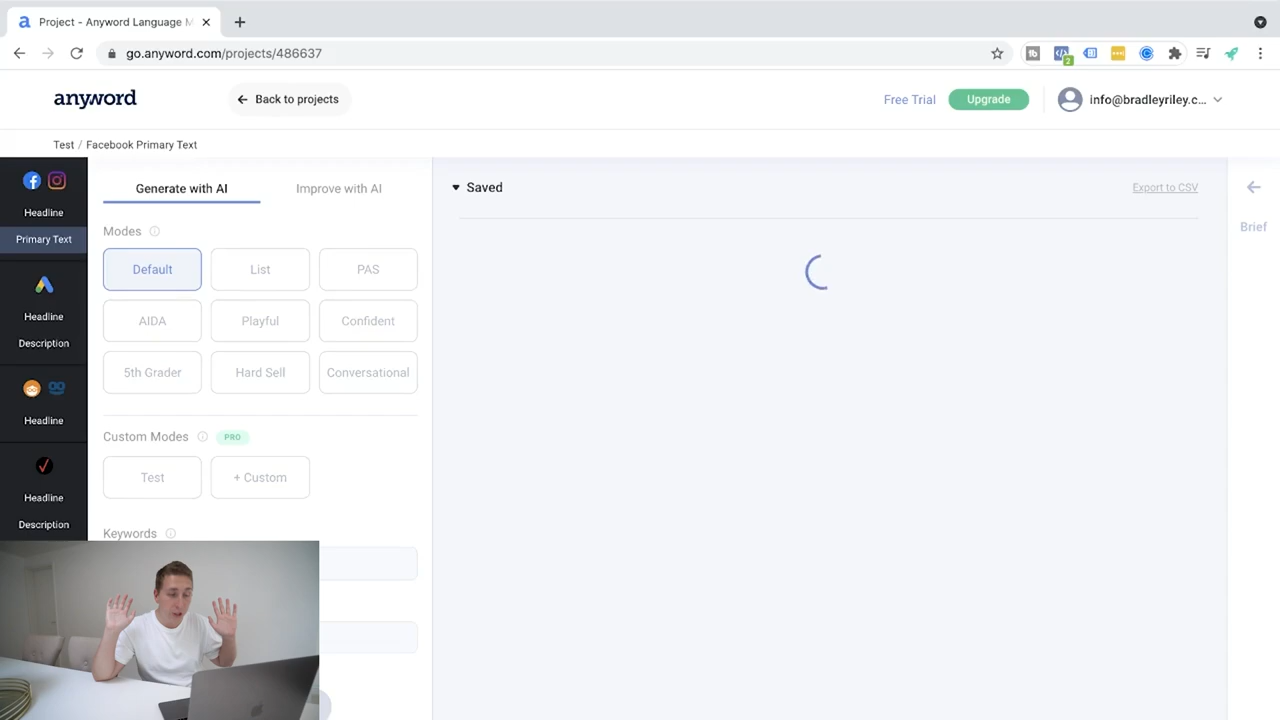 Project - Anyword Language M
go.anyword.com/projects/486637
2
anyword
Back to projects
Free Trial
Upgrade
info@bradleyriley.c...
Test / Facebook Primary Text
Headline
Primary Text
Headline
Description
Headline
Headline
Description
Generate with AI
Improve with AI
Modes
Default
List
PAS
AIDA
Playful
Confident
5th Grader
Hard Sell
Conversational
Custom Modes
PRO
Test
+ Custom
Keywords
Saved
Export to CSV
Brief